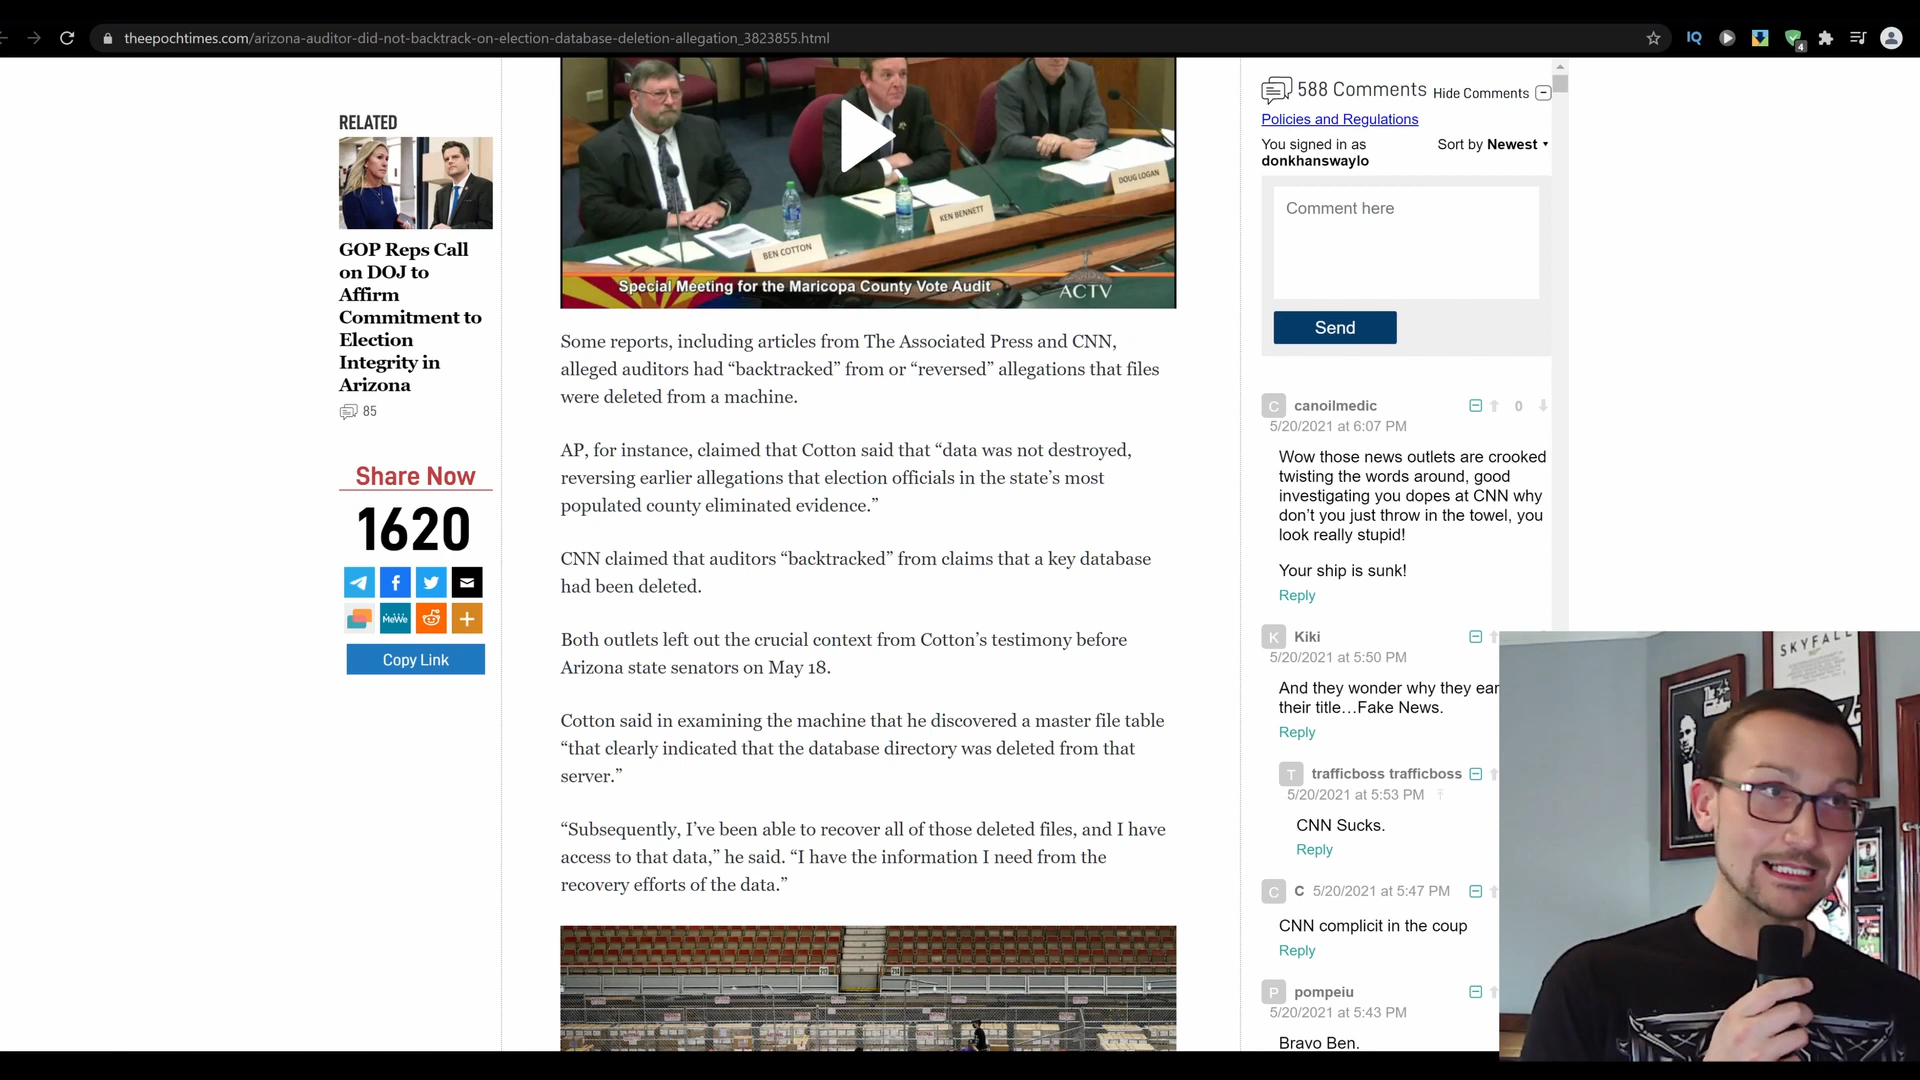 theepochtimes.com/arizona-auditor-did-not-backtrack-on-election-database-deletion-allegation_3823855.html
IQ
4
RELATED
GOP Reps Call
on DOJ to
Affirm
Commitment to
Election
Integrity in
Arizona
85
Share Now
1620
MeWe
Copy Link
BEN COTTON
KEN BENNETT
DOUG LOGAN
Special Meeting for the Maricopa County Vote Audit
ACTV
Some reports, including articles from The Associated Press and CNN,
alleged auditors had “backtracked” from or “reversed” allegations that files
were deleted from a machine.
AP, for instance, claimed that Cotton said that “data was not destroyed,
reversing earlier allegations that election officials in the state’s most
populated county eliminated evidence.”
CNN claimed that auditors “backtracked” from claims that a key database
had been deleted.
Both outlets left out the crucial context from Cotton’s testimony before
Arizona state senators on May 18.
Cotton said in examining the machine that he discovered a master file table
“that clearly indicated that the database directory was deleted from that
server.”
“Subsequently, I’ve been able to recover all of those deleted files, and I have
access to that data,” he said. “I have the information I need from the
recovery efforts of the data.”
588 Comments Hide Comments
Policies and Regulations
You signed in as
donkhanswaylo
Sort by Newest
Comment here
Send
C canoilmedic 0
5/20/2021 at 6:07 PM
Wow those news outlets are crooked
twisting the words around, good
investigating you dopes at CNN why
don’t you just throw in the towel, you
look really stupid!
Your ship is sunk!
Reply
K Kiki
5/20/2021 at 5:50 PM
And they wonder why they ear
their title…Fake News.
Reply
T trafficboss trafficboss
5/20/2021 at 5:53 PM
CNN Sucks.
Reply
C C 5/20/2021 at 5:47 PM
CNN complicit in the coup
Reply
P pompeiu
5/20/2021 at 5:43 PM
Bravo Ben.
SKYFALL